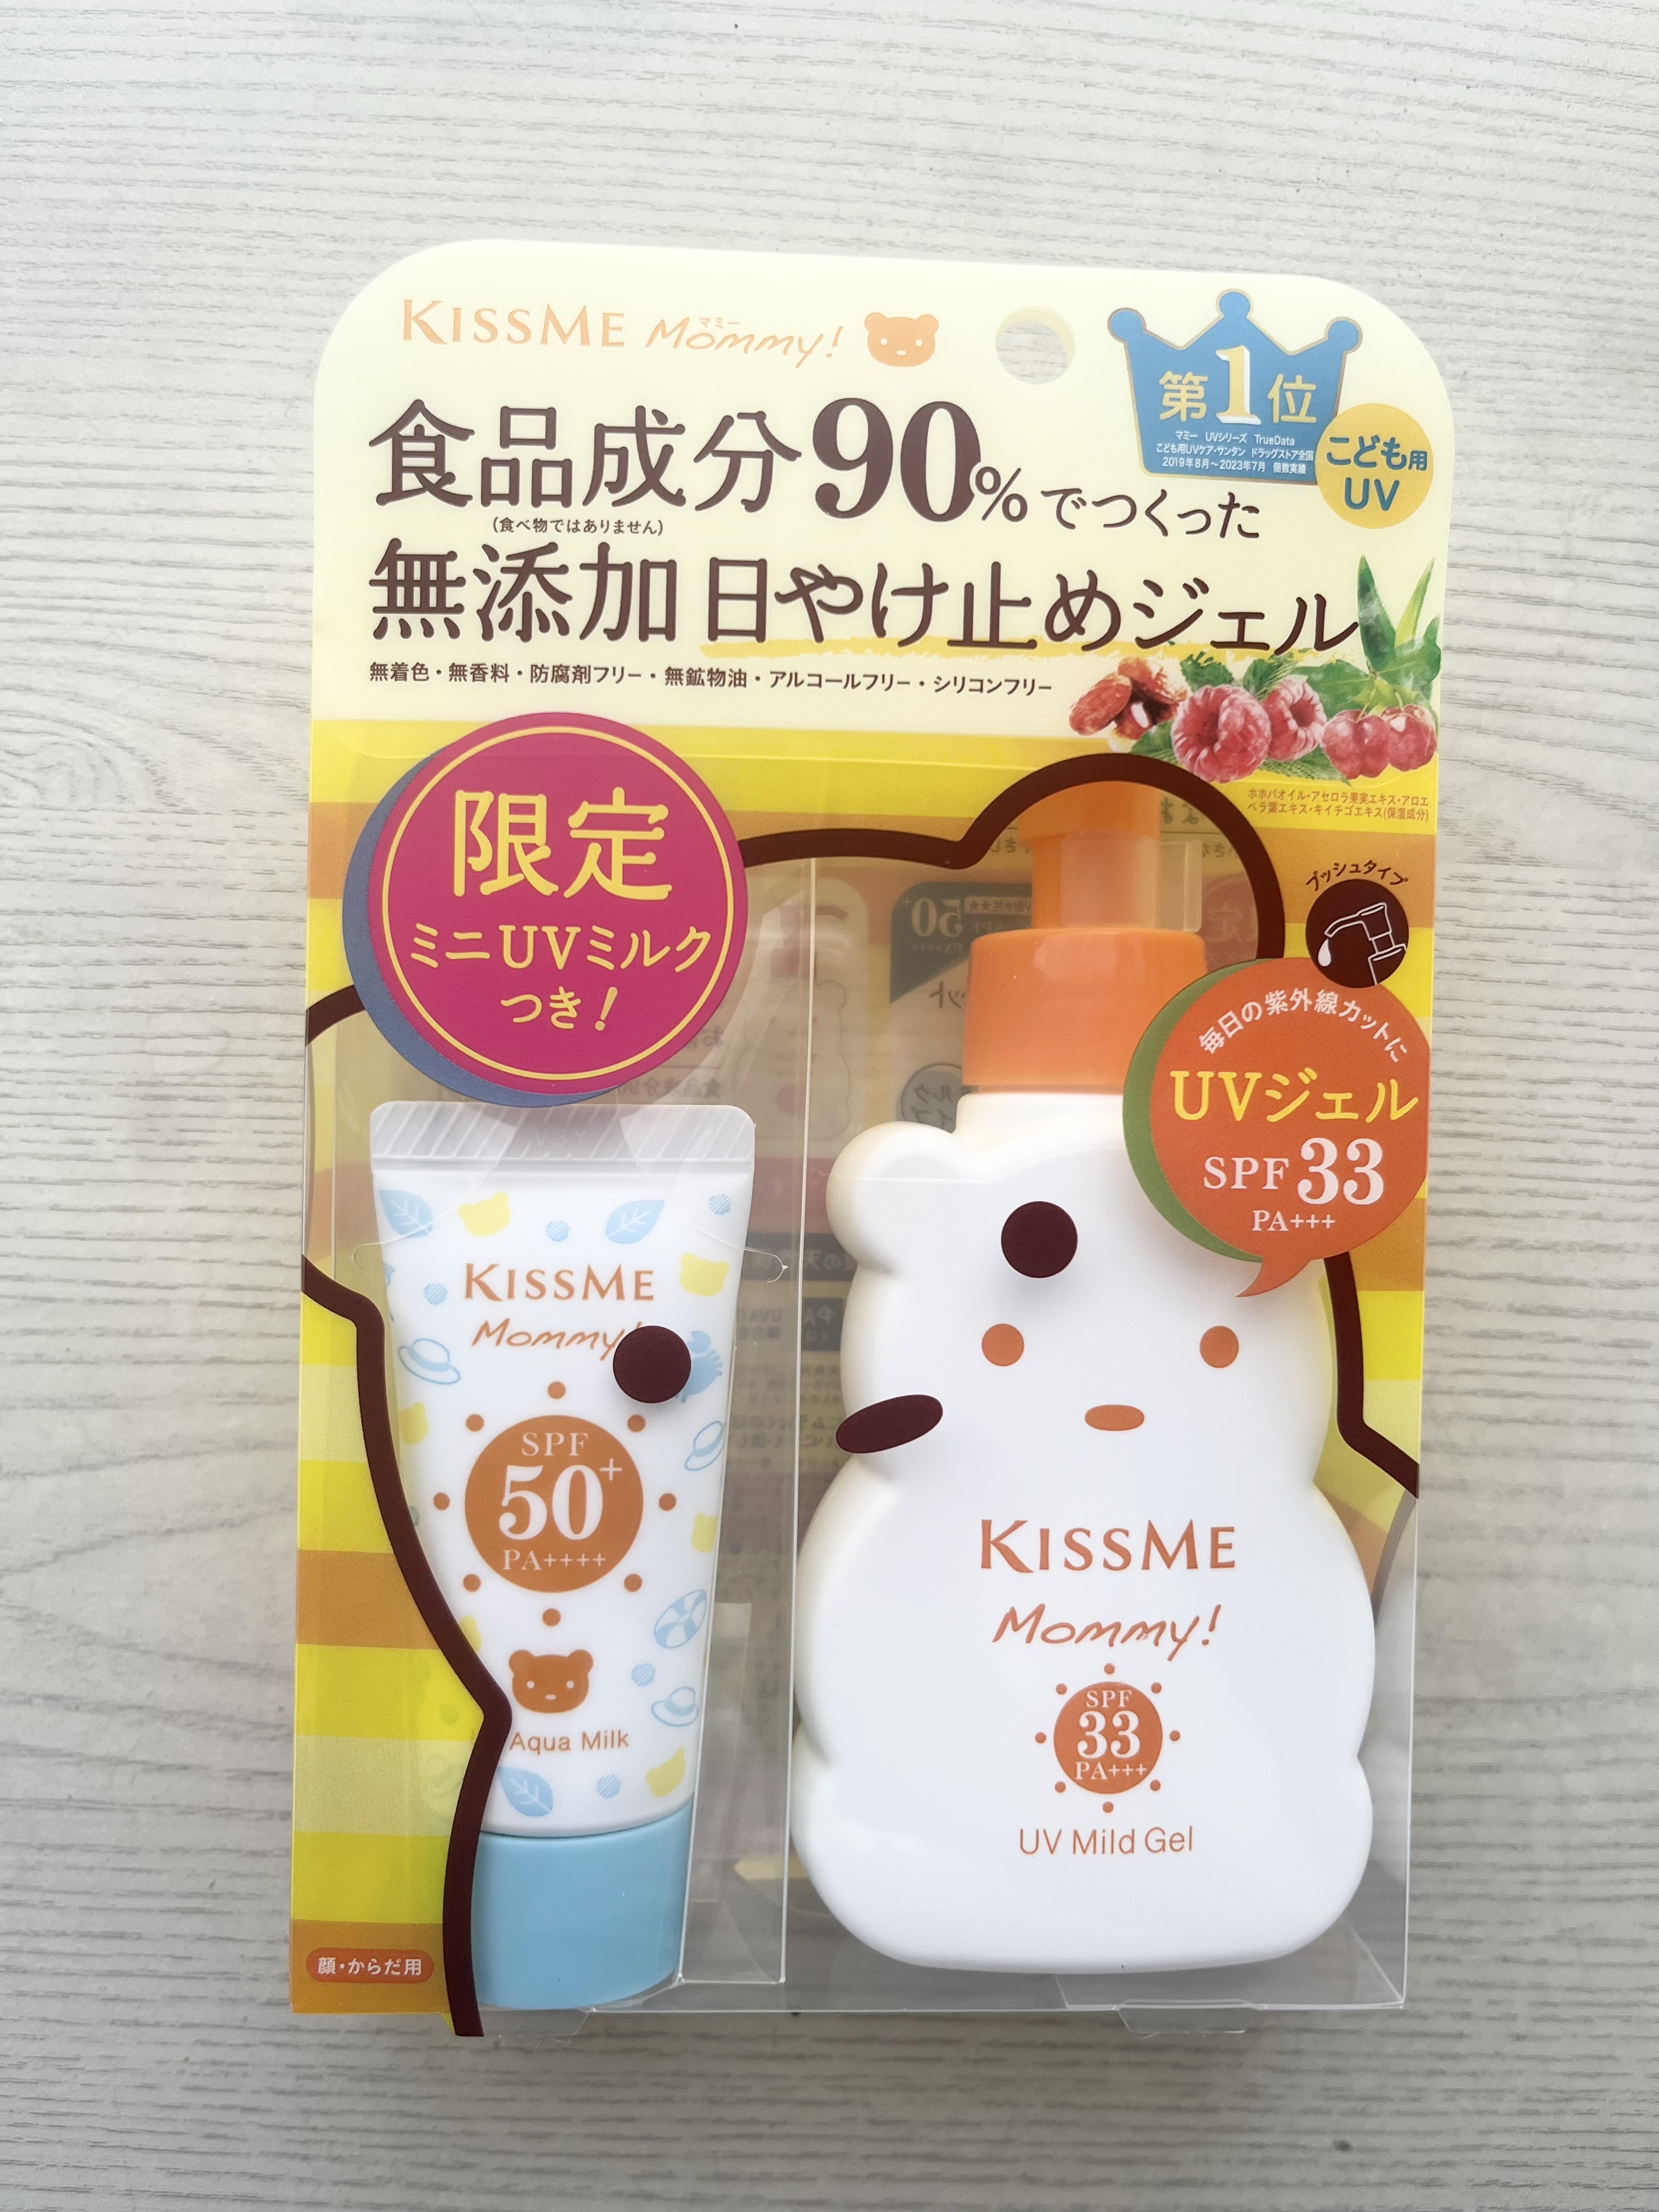 KISSME Mommy!
マミー
第1位
マミー UVシリーズ TrueData
こども用UVケア・サンタン ドラッグストア全国
2019年8月～2023年7月 個数実績
こども用
UV
食品成分90%でつくった
(食べ物ではありません)
無添加日やけ止めジェル
無着色・無香料・防腐剤フリー・無鉱物油・アルコールフリー・シリコンフリー
ホホバオイル・アセロラ果実エキス・アロエ
ベラ葉エキス・キイチゴエキス(保湿成分)
限定
ミニUVミルク
つき!
プッシュタイプ
毎日の紫外線カットに
UVジェル
SPF33
PA+++
KISSME
Mommy!
SPF
50+
PA++++
Aqua Milk
KISSME
Mommy!
SPF
33
PA+++
UV Mild Gel
顔・からだ用